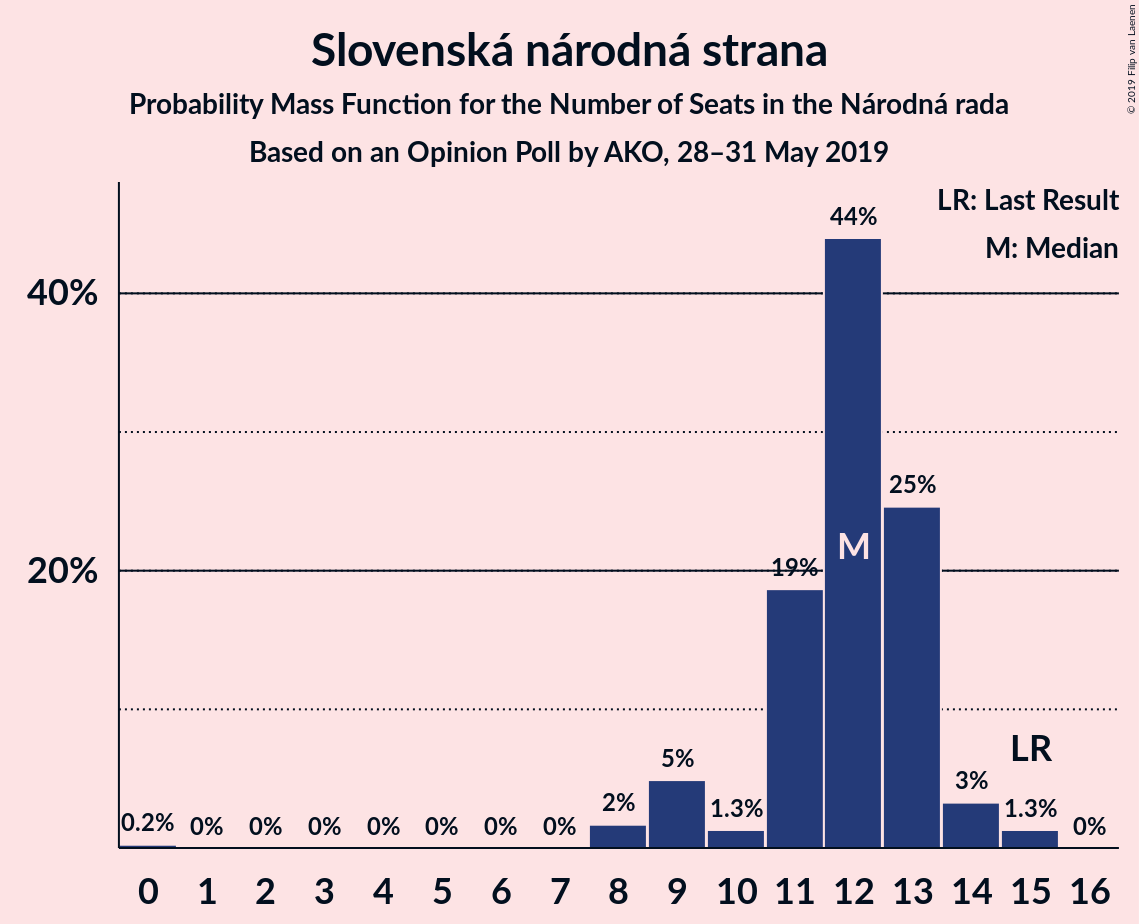 Slovenská národná strana
Probability Mass Function for the Number of Seats in the Národná rada
Based on an Opinion Poll by AKO, 28–31 May 2019
© 2019 Filip van Laenen
LR: Last Result
M: Median
40%
20%
0.2% 0% 0% 0% 0% 0% 0% 0% 2% 5% 1.3% 19% 44% 25% 3% 1.3% 0%
M
LR
0 1 2 3 4 5 6 7 8 9 10 11 12 13 14 15 16